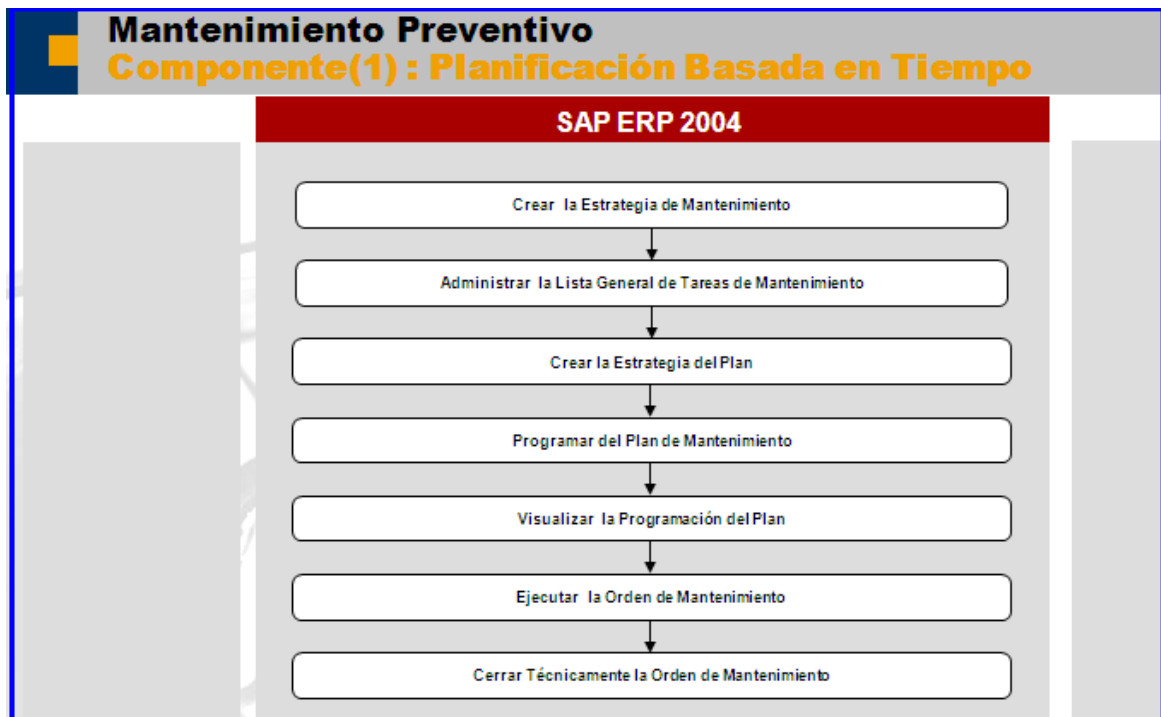 Mantenimiento Preventivo
Componente(1) : Planificación Basada en Tiempo
SAP ERP 2004
Crear la Estrategia de Mantenimiento
Administrar la Lista General de Tareas de Mantenimiento
Crear la Estrategia del Plan
Programar del Plan de Mantenimiento
Visualizar la Programación del Plan
Ejecutar la Orden de Mantenimiento
Cerrar Técnicamente la Orden de Mantenimiento